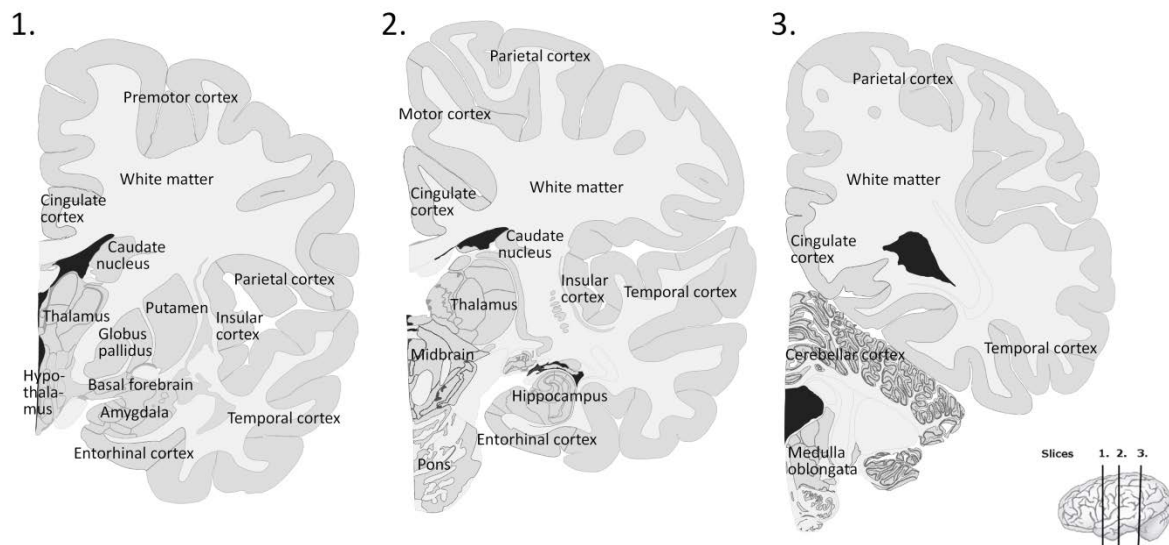 1.
Premotor cortex
White matter
Cingulate
cortex
Caudate
nucleus
Parietal cortex
Putamen
Thalamus
Insular
cortex
Globus
pallidus
Hypo-
thala-
mus
Basal forebrain
Amygdala
Temporal cortex
Entorhinal cortex
2.
Parietal cortex
Motor cortex
White matter
Cingulate
cortex
Caudate
nucleus
Insular
cortex
Temporal cortex
Thalamus
Midbrain
Hippocampus
Entorhinal cortex
Pons
3.
Parietal cortex
White matter
Cingulate
cortex
Cerebellar cortex
Temporal cortex
Medulla
oblongata
Slices 1. 2. 3.